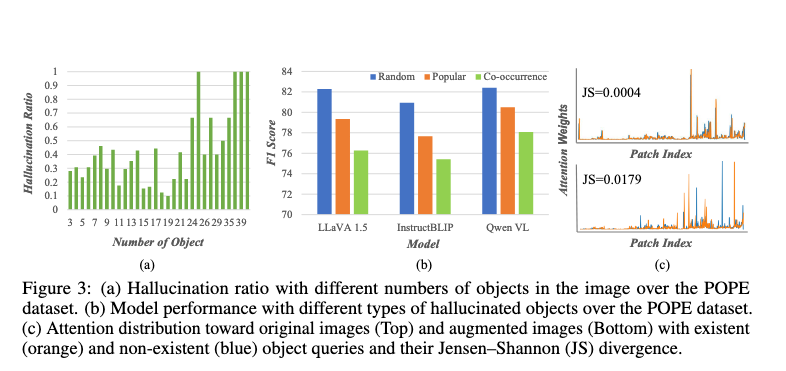 1
0.9
0.8
0.7
0.6
0.5
0.4
0.3
0.2
0.1
0
Hallucination Ratio
3 5 7 9 11 13 15 17 19 21 24 26 29 35 39
Number of Object
(a)
84
82
80
78
76
74
72
70
F1 Score
Random Popular Co-occurrence
LLaVA 1.5 InstructBLIP Qwen VL
Model
(b)
Attention Weights
JS=0.0004
Patch Index
JS=0.0179
Patch Index
(c)
Figure 3: (a) Hallucination ratio with different numbers of objects in the image over the POPE
dataset. (b) Model performance with different types of hallucinated objects over the POPE dataset.
(c) Attention distribution toward original images (Top) and augmented images (Bottom) with existent
(orange) and non-existent (blue) object queries and their Jensen–Shannon (JS) divergence.